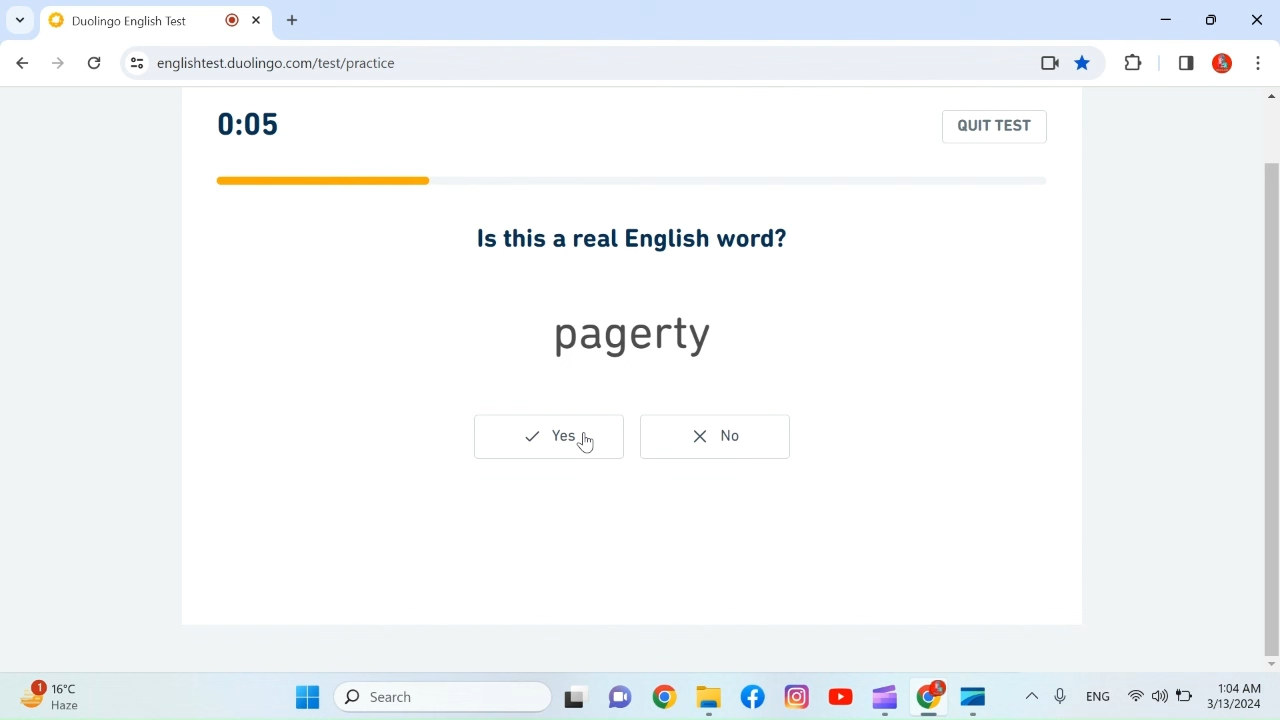 Duolingo English Test
englishtest.duolingo.com/test/practice
0:05
QUIT TEST
Is this a real English word?
pagerty
Yes
No
1
16°C
Haze
Search
ENG
1:04 AM
3/13/2024